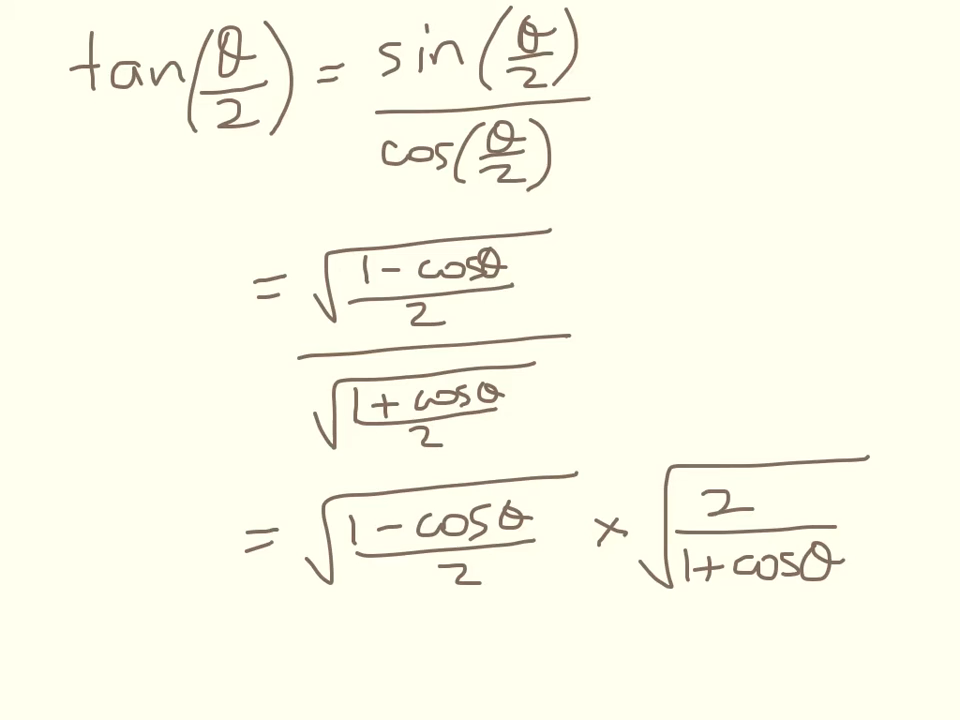 tan(θ/2) = sin(θ/2) / cos(θ/2)
= √((1 - cosθ)/2) / √((1 + cosθ)/2)
= √((1 - cosθ)/2) × √(2/(1 + cosθ))